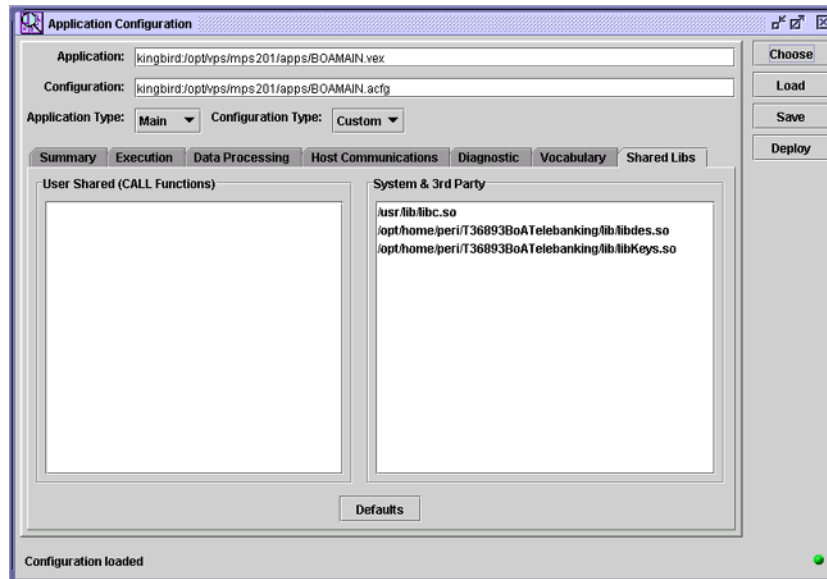 Application Configuration
Application: kingbird:/opt/vps/mps201/apps/BOAMAIN.vex
Configuration: kingbird:/opt/vps/mps201/apps/BOAMAIN.acfg
Application Type: Main Configuration Type: Custom
Choose
Load
Save
Deploy
Summary Execution Data Processing Host Communications Diagnostic Vocabulary Shared Libs
User Shared (CALL Functions)
System & 3rd Party
/usr/lib/libc.so
/opt/home/peri/T36893BoATelebanking/lib/libdes.so
/opt/home/peri/T36893BoATelebanking/lib/libKeys.so
Defaults
Configuration loaded